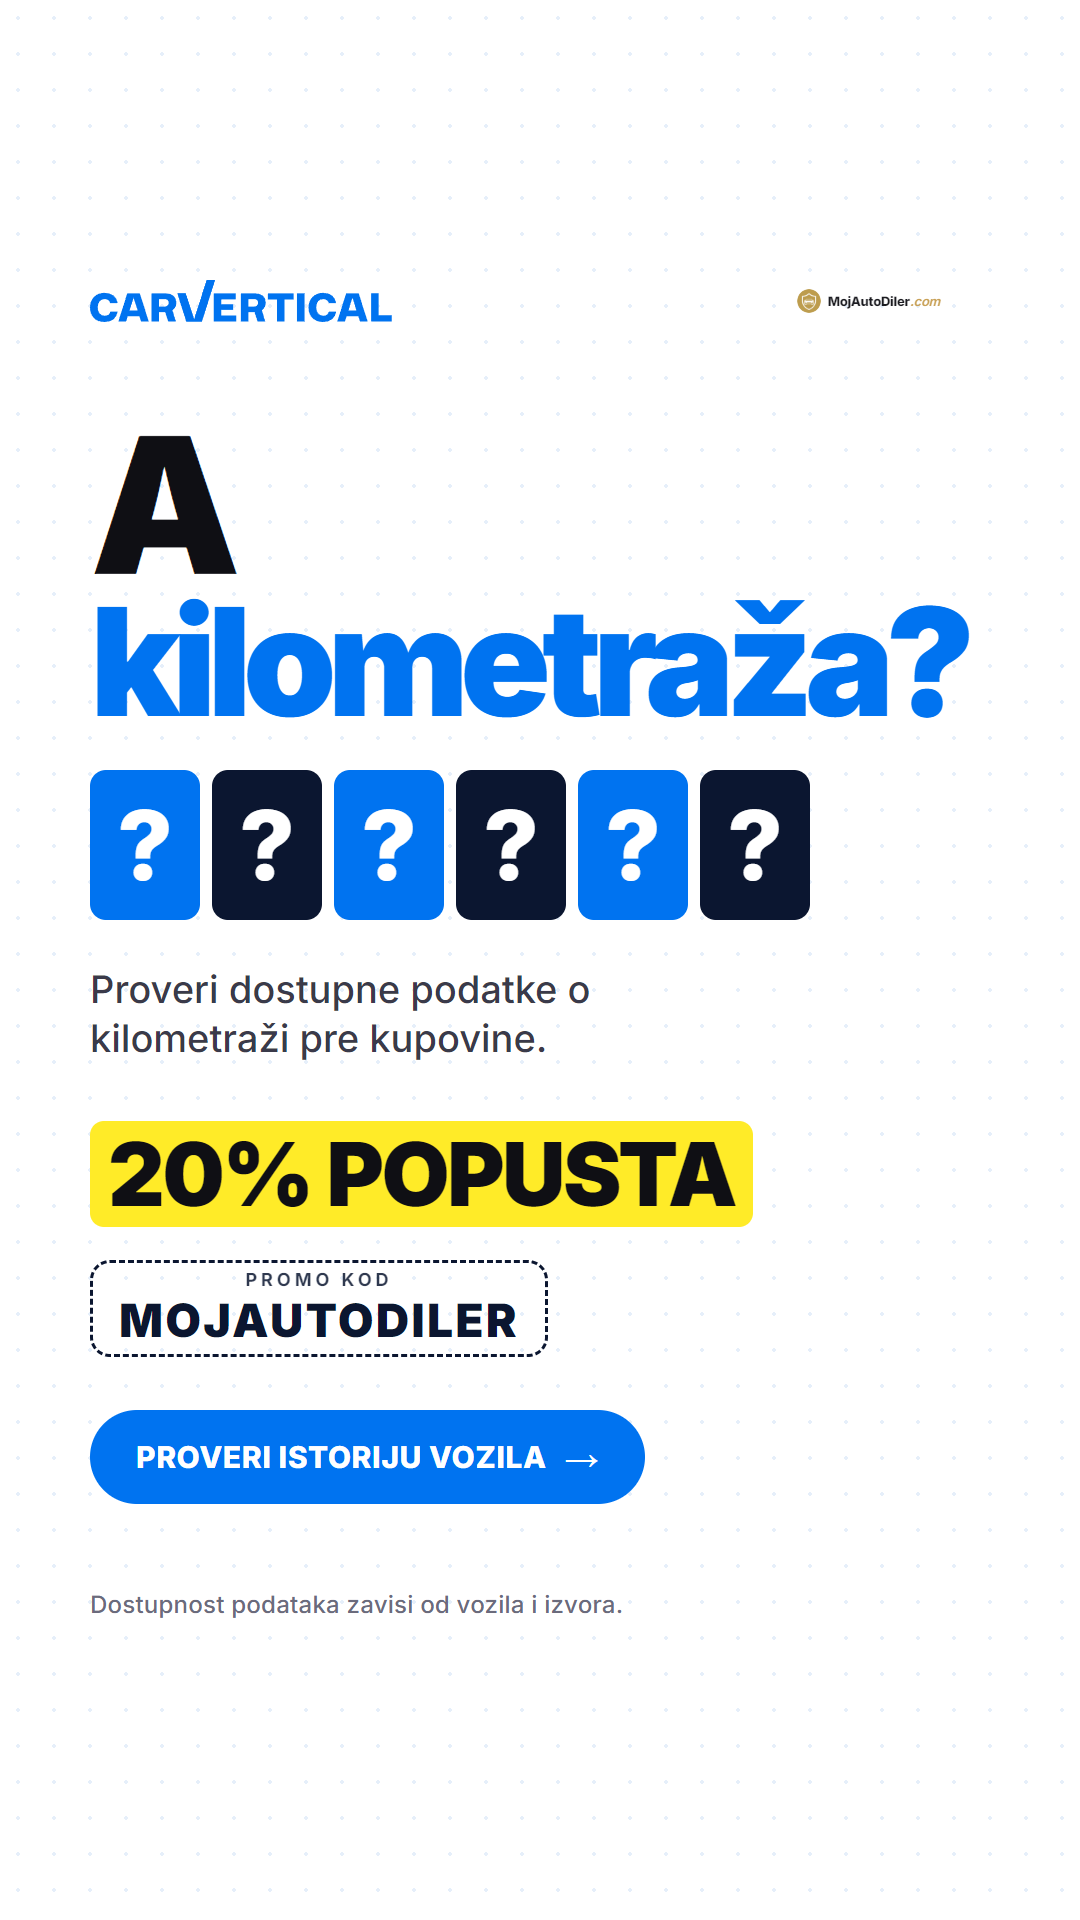 CARVERTICAL
MojAutoDiler.com
A
kilometraža?
? ? ? ? ? ?
Proveri dostupne podatke o
kilometraži pre kupovine.
20% POPUSTA
PROMO KOD
MOJAUTODILER
PROVERI ISTORIJU VOZILA →
Dostupnost podataka zavisi od vozila i izvora.